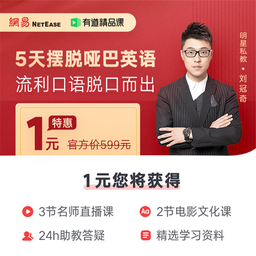 網易 NETEASE 有道精品课
5天摆脱哑巴英语
流利口语脱口而出
明星私教·刘冠奇
特惠
1元
官方价599元
1元您将获得
3节名师直播课
Aa 2节电影文化课
24h助教答疑
精选学习资料